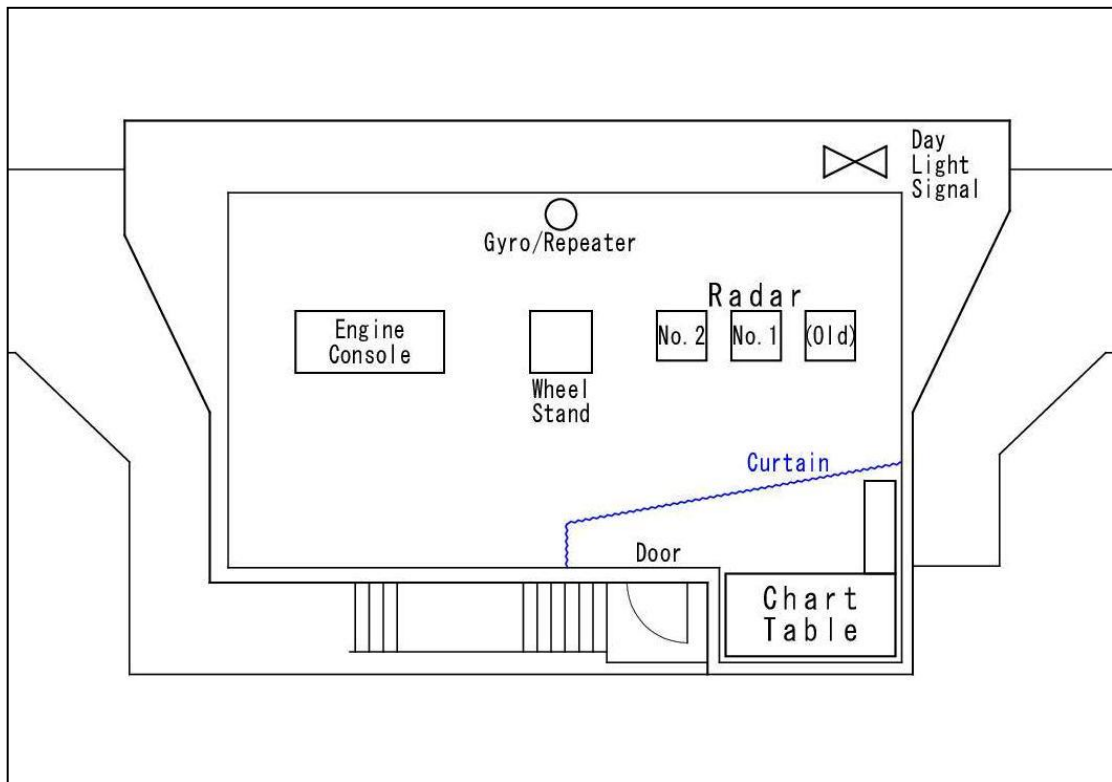 Day
Light
Signal
Gyro/Repeater
Radar
Engine
Console
No.2
No.1
(Old)
Wheel
Stand
Curtain
Door
Chart
Table